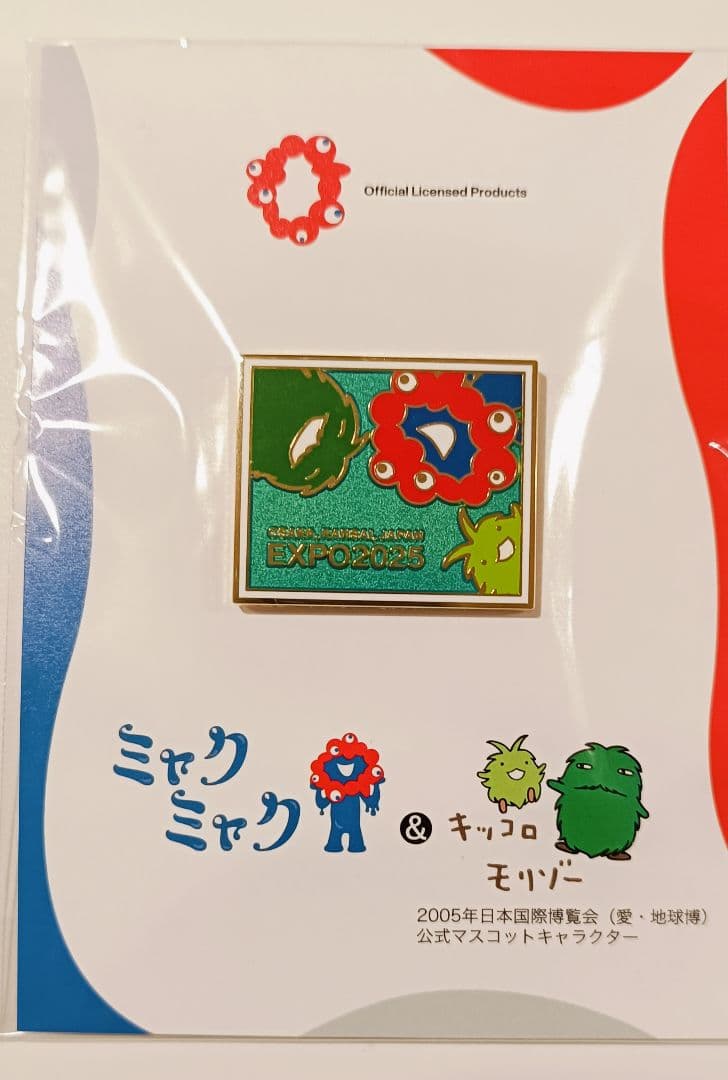 Official Licensed Products
OSAKA, KANSAI, JAPAN
EXPO2025
ミャク
ミャク
&
キッコロ
モリゾー
2005年日本国際博覧会（愛・地球博）
公式マスコットキャラクター